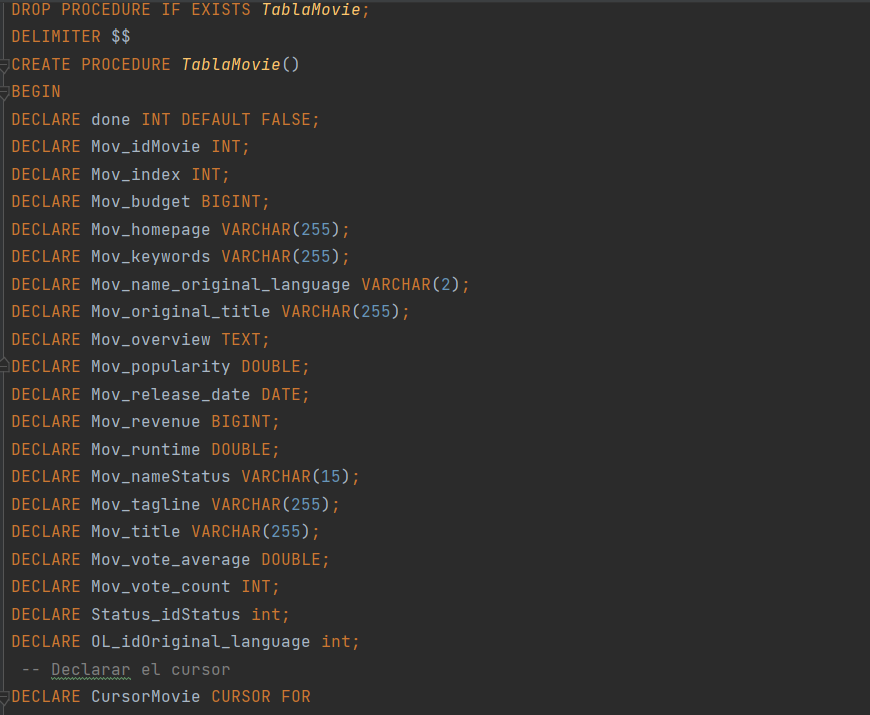 DROP PROCEDURE IF EXISTS TablaMovie;
DELIMITER $$
CREATE PROCEDURE TablaMovie()
BEGIN
DECLARE done INT DEFAULT FALSE;
DECLARE Mov_idMovie INT;
DECLARE Mov_index INT;
DECLARE Mov_budget BIGINT;
DECLARE Mov_homepage VARCHAR(255);
DECLARE Mov_keywords VARCHAR(255);
DECLARE Mov_name_original_language VARCHAR(2);
DECLARE Mov_original_title VARCHAR(255);
DECLARE Mov_overview TEXT;
DECLARE Mov_popularity DOUBLE;
DECLARE Mov_release_date DATE;
DECLARE Mov_revenue BIGINT;
DECLARE Mov_runtime DOUBLE;
DECLARE Mov_nameStatus VARCHAR(15);
DECLARE Mov_tagline VARCHAR(255);
DECLARE Mov_title VARCHAR(255);
DECLARE Mov_vote_average DOUBLE;
DECLARE Mov_vote_count INT;
DECLARE Status_idStatus int;
DECLARE OL_idOriginal_language int;
-- Declarar el cursor
DECLARE CursorMovie CURSOR FOR